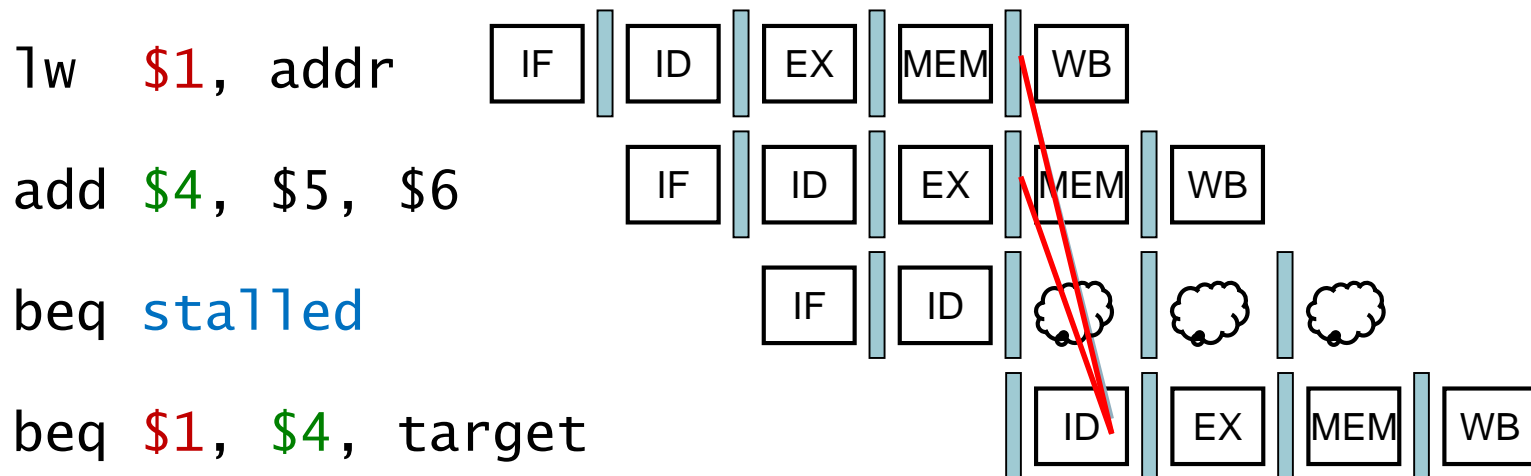 lw $1, addr IF ID EX MEM WB
add $4, $5, $6 IF ID EX MEM WB
beq stalled IF ID
beq $1, $4, target ID EX MEM WB